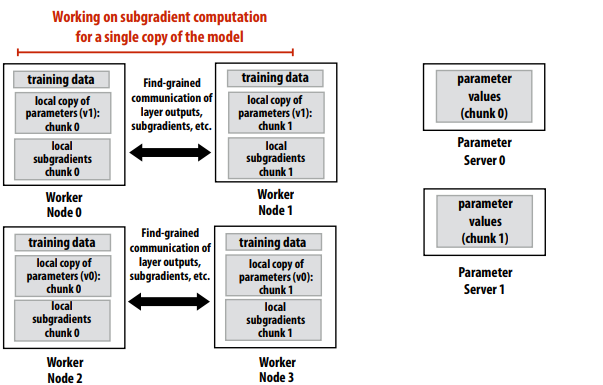 Working on subgradient computation
for a single copy of the model
training data
local copy of
parameters (v1):
chunk 0
local
subgradients
chunk 0
Worker
Node 0
Find-grained
communication of
layer outputs,
subgradients, etc.
training data
local copy of
parameters (v1):
chunk 1
local
subgradients
chunk 1
Worker
Node 1
parameter
values
(chunk 0)
Parameter
Server 0
training data
local copy of
parameters (v0):
chunk 0
local
subgradients
chunk 0
Worker
Node 2
Find-grained
communication of
layer outputs,
subgradients, etc.
training data
local copy of
parameters (v0):
chunk 1
local
subgradients
chunk 1
Worker
Node 3
parameter
values
(chunk 1)
Parameter
Server 1